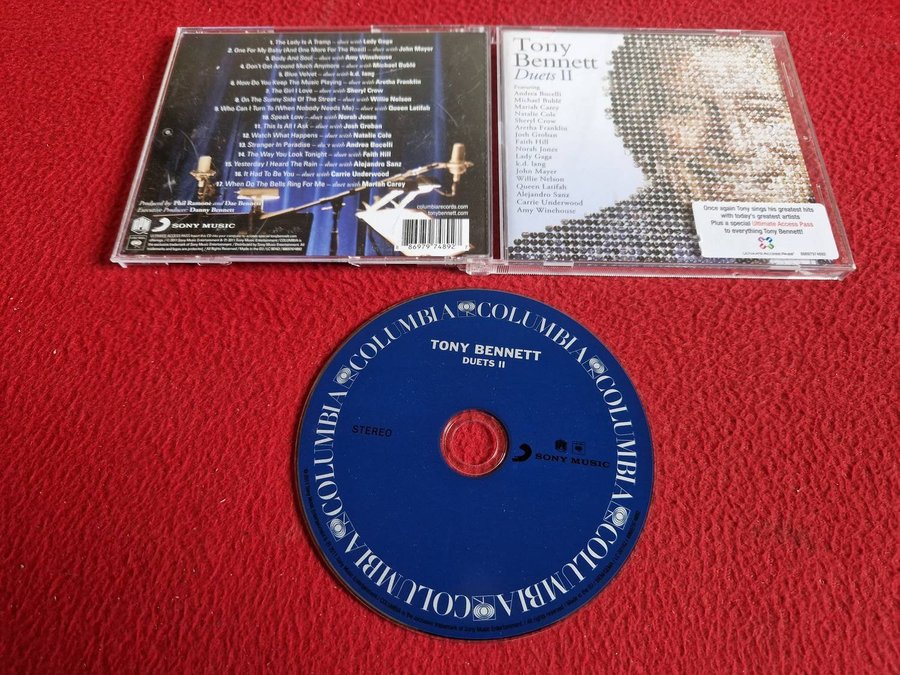 1. The Lady Is A Tramp – duet with Lady Gaga
2. One For My Baby (And One More For The Road) – duet with John Mayer
3. Body And Soul – duet with Amy Winehouse
4. Don't Get Around Much Anymore – duet with Michael Bublé
5. Blue Velvet – duet with k.d. lang
6. How Do You Keep The Music Playing – duet with Aretha Franklin
7. The Girl I Love – duet with Sheryl Crow
8. On The Sunny Side Of The Street – duet with Willie Nelson
9. Who Can I Turn To (When Nobody Needs Me) – duet with Queen Latifah
10. Speak Low – duet with Norah Jones
11. This Is All I Ask – duet with Josh Groban
12. Watch What Happens – duet with Natalie Cole
13. Stranger In Paradise – duet with Andrea Bocelli
14. The Way You Look Tonight – duet with Faith Hill
15. Yesterday I Heard The Rain – duet with Alejandro Sanz
16. It Had To Be You – duet with Carrie Underwood
17. When Do The Bells Ring For Me – duet with Mariah Carey
Produced by Phil Ramone and Dae Bennett
Executive Producer: Danny Bennett
columbiarecords.com
tonybennett.com
SONY MUSIC
86979 74892
Tony
Bennett
Duets II
Featuring
Andrea Bocelli
Michael Bublé
Mariah Carey
Natalie Cole
Sheryl Crow
Aretha Franklin
Josh Groban
Faith Hill
Norah Jones
Lady Gaga
k.d. lang
John Mayer
Willie Nelson
Queen Latifah
Alejandro Sanz
Carrie Underwood
Amy Winehouse
Once again Tony sings his greatest hits
with today's greatest artists
Plus a special Ultimate Access Pass
to everything Tony Bennett!
88697974892
COLUMBIA COLUMBIA COLUMBIA COLUMBIA COLUMBIA COLUMBIA COLUMBIA
TONY BENNETT
DUETS II
STEREO
SONY MUSIC